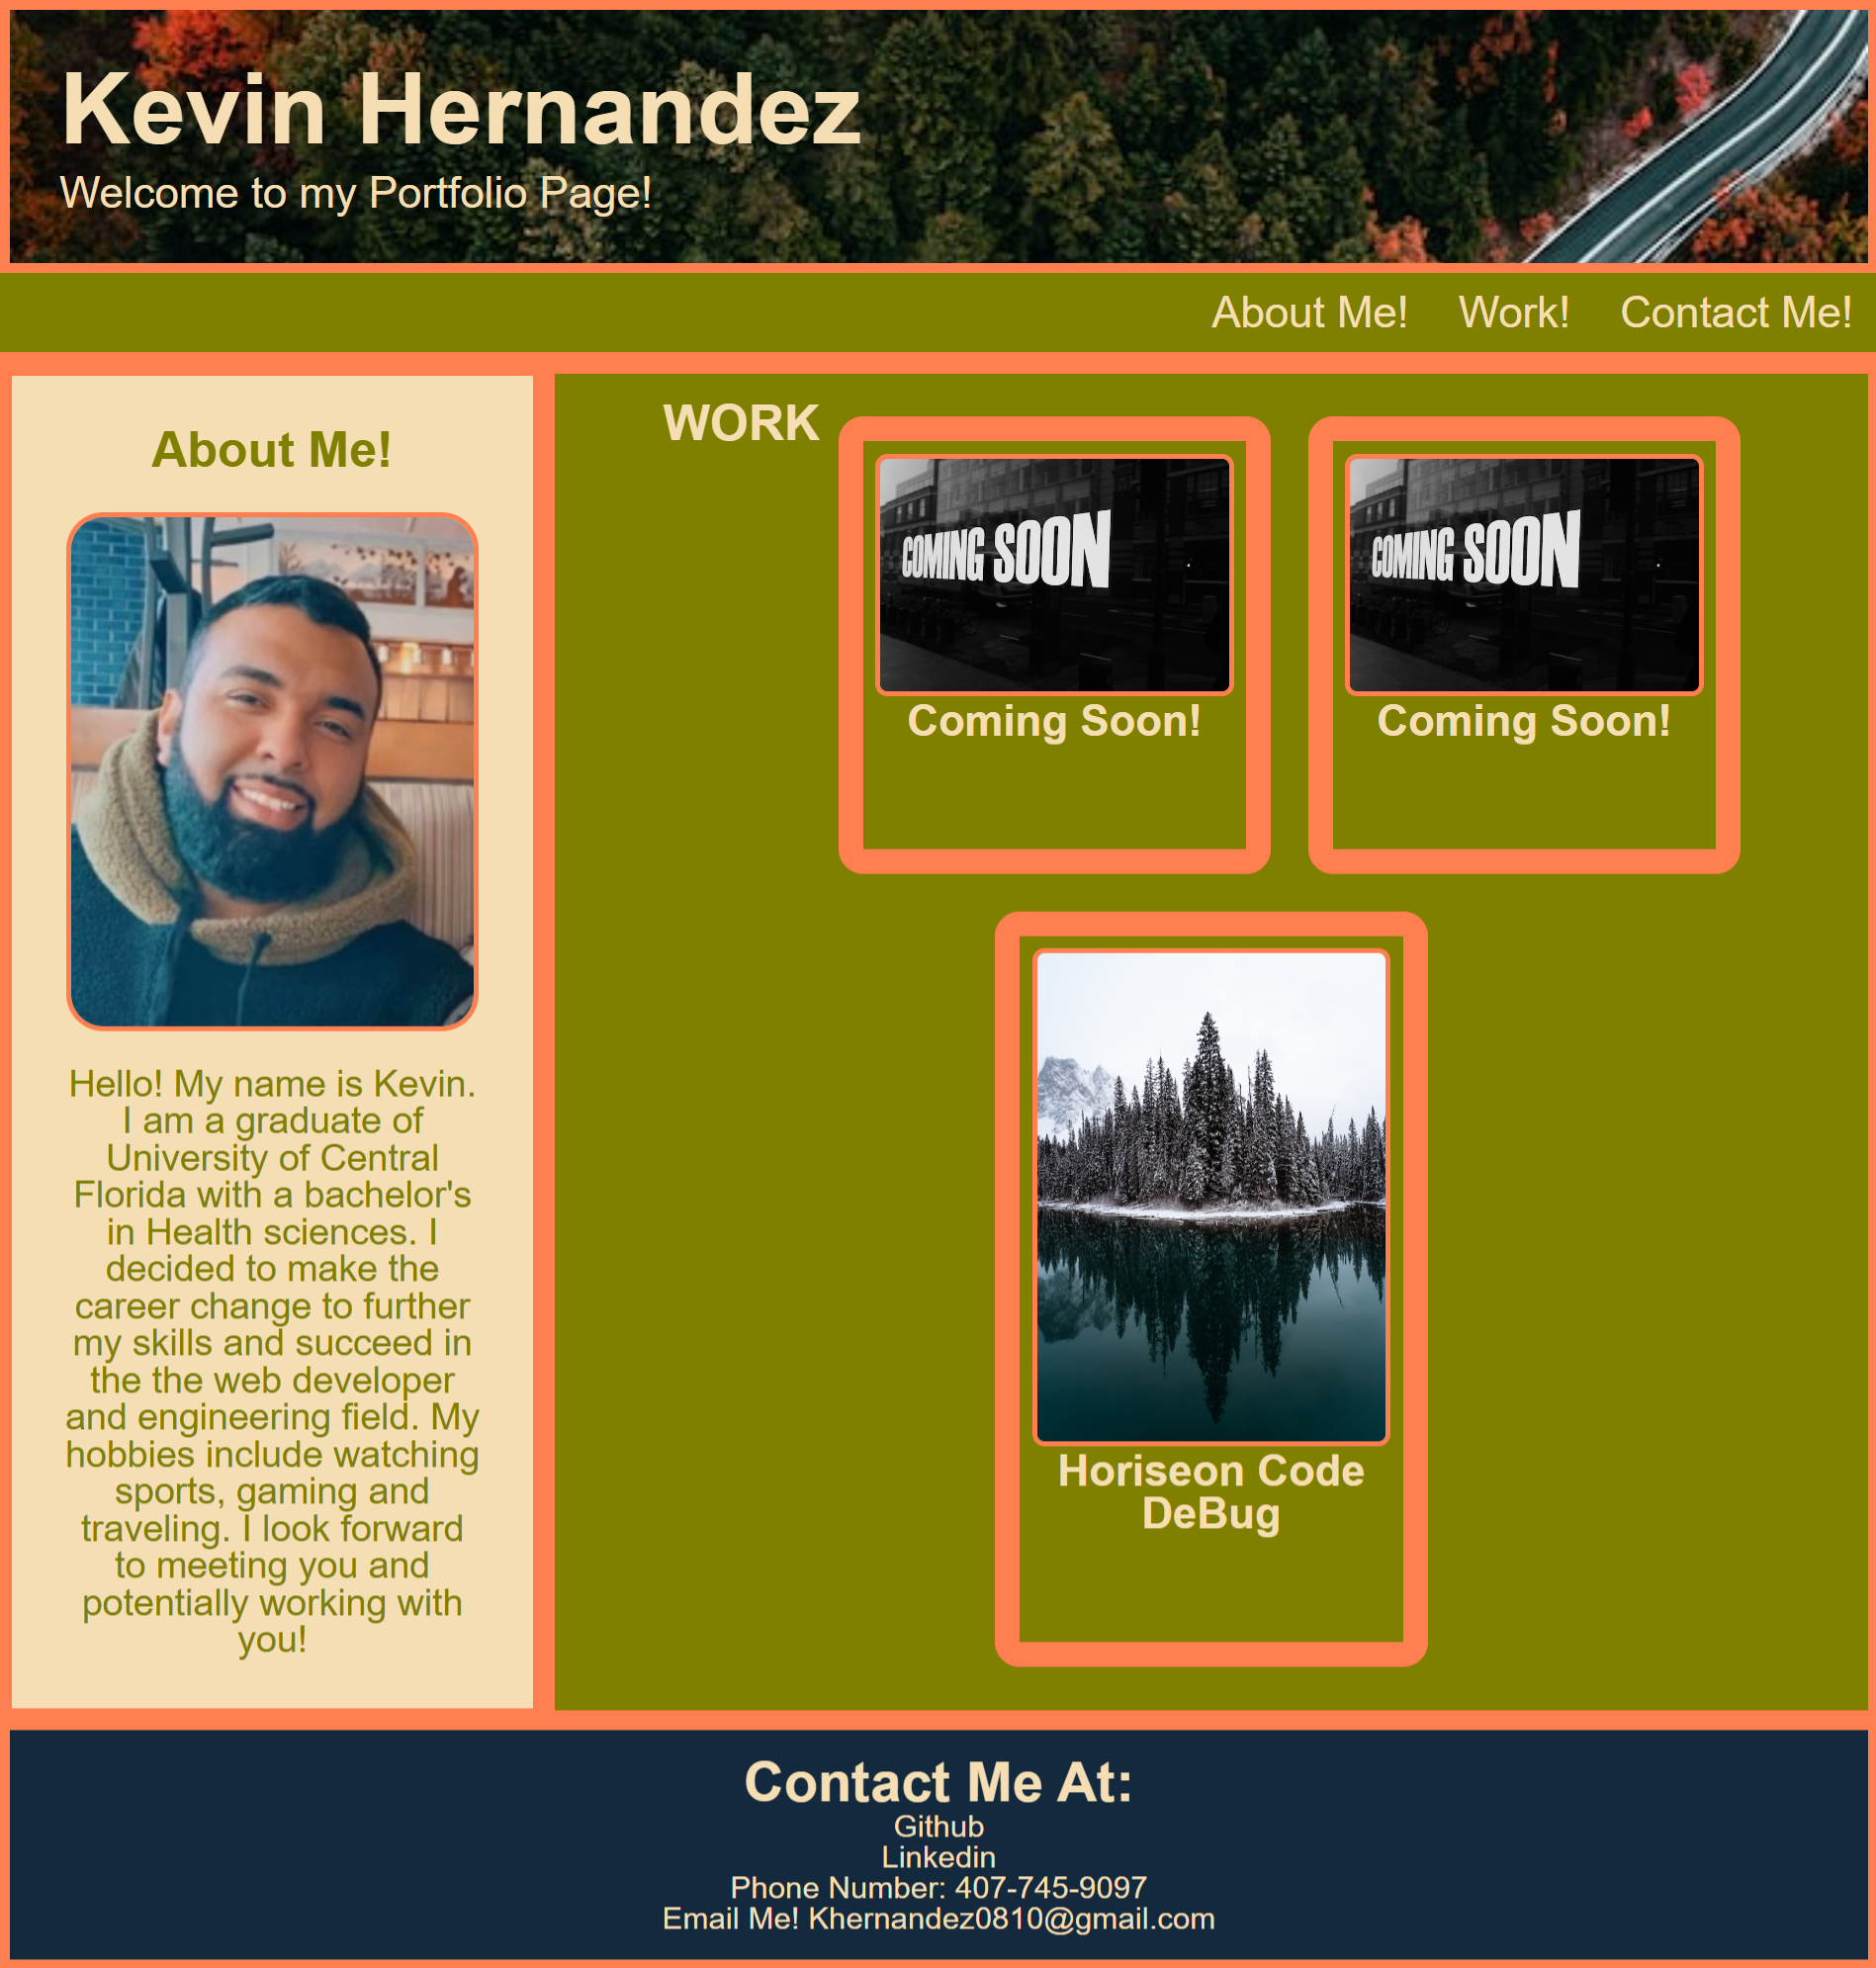 Kevin Hernandez
Welcome to my Portfolio Page!
About Me! Work! Contact Me!
About Me!
Hello! My name is Kevin.
I am a graduate of
University of Central
Florida with a bachelor's
in Health sciences. I
decided to make the
career change to further
my skills and succeed in
the the web developer
and engineering field. My
hobbies include watching
sports, gaming and
traveling. I look forward
to meeting you and
potentially working with
you!
WORK
COMING SOON
Coming Soon!
COMING SOON
Coming Soon!
Horiseon Code
DeBug
Contact Me At:
Github
Linkedin
Phone Number: 407-745-9097
Email Me! Khernandez0810@gmail.com